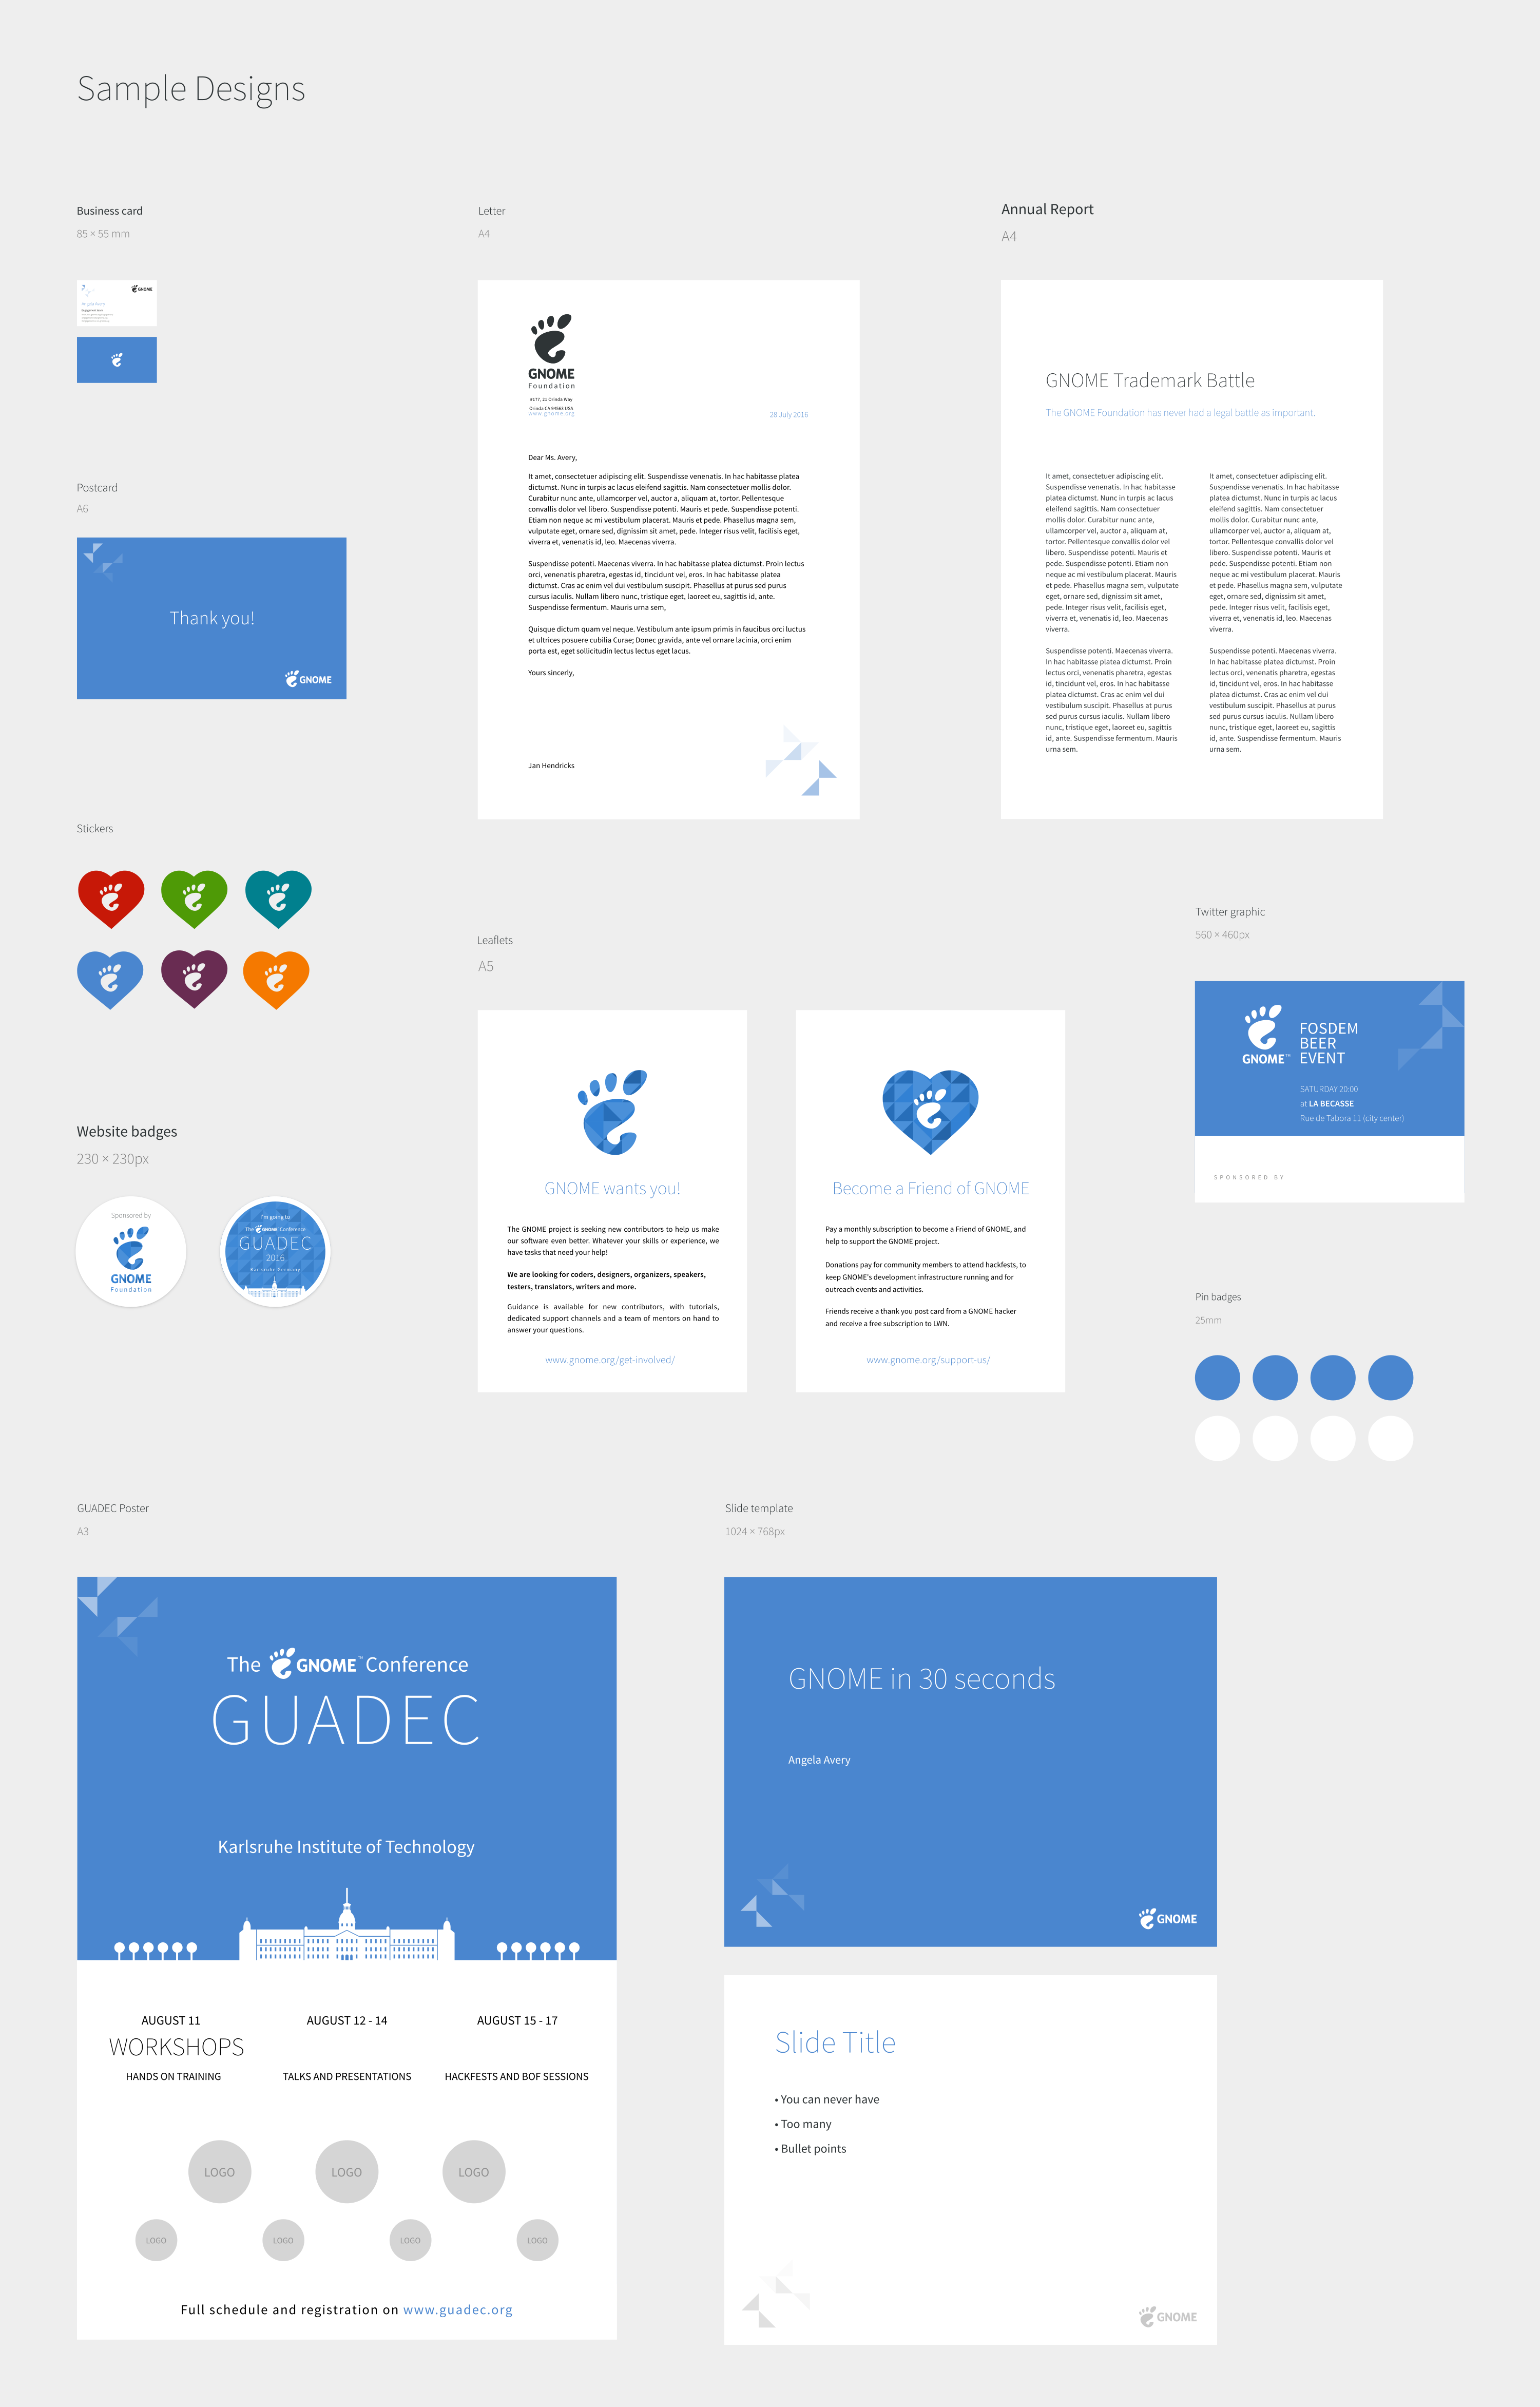 Sample Designs
Business card
85 × 55 mm
GNOME
Angela Avery
Postcard
A6
Thank you!
GNOME
Stickers
Website badges
230 × 230px
Sponsored by
GNOME
Foundation
I'm going to
The GNOME Conference
GUADEC
2016
Karlsruhe Germany
Letter
A4
GNOME
Foundation
#177, 21 Orinda Way
Orinda CA 94563 USA
www.gnome.org
28 July 2016
Dear Ms. Avery,
It amet, consectetuer adipiscing elit. Suspendisse venenatis. In hac habitasse platea
dictumst. Nunc in turpis ac lacus eleifend sagittis. Nam consectetuer mollis dolor.
Curabitur nunc ante, ullamcorper vel, auctor a, aliquam at, tortor. Pellentesque
convallis dolor vel libero. Suspendisse potenti. Mauris et pede. Suspendisse potenti.
Etiam non neque ac mi vestibulum placerat. Mauris et pede. Phasellus magna sem,
vulputate eget, ornare sed, dignissim sit amet, pede. Integer risus velit, facilisis eget,
viverra et, venenatis id, leo. Maecenas viverra.
Suspendisse potenti. Maecenas viverra. In hac habitasse platea dictumst. Proin lectus
orci, venenatis pharetra, egestas id, tincidunt vel, eros. In hac habitasse platea
dictumst. Cras ac enim vel dui vestibulum suscipit. Phasellus at purus sed purus
cursus iaculis. Nullam libero nunc, tristique eget, laoreet eu, sagittis id, ante.
Suspendisse fermentum. Mauris urna sem,
Quisque dictum quam vel neque. Vestibulum ante ipsum primis in faucibus orci luctus
et ultrices posuere cubilia Curae; Donec gravida, ante vel ornare lacinia, orci enim
porta est, eget sollicitudin lectus lectus eget lacus.
Yours sincerely,
Jan Hendricks
Annual Report
A4
GNOME Trademark Battle
The GNOME Foundation has never had a legal battle as important.
It amet, consectetuer adipiscing elit.
Suspendisse venenatis. In hac habitasse
platea dictumst. Nunc in turpis ac lacus
eleifend sagittis. Nam consectetuer
mollis dolor. Curabitur nunc ante,
ullamcorper vel, auctor a, aliquam at,
tortor. Pellentesque convallis dolor vel
libero. Suspendisse potenti. Mauris et
pede. Suspendisse potenti. Etiam non
neque ac mi vestibulum placerat. Mauris
et pede. Phasellus magna sem, vulputate
eget, ornare sed, dignissim sit amet,
pede. Integer risus velit, facilisis eget,
viverra et, venenatis id, leo. Maecenas
viverra.
Suspendisse potenti. Maecenas viverra.
In hac habitasse platea dictumst. Proin
lectus orci, venenatis pharetra, egestas
id, tincidunt vel, eros. In hac habitasse
platea dictumst. Cras ac enim vel dui
vestibulum suscipit. Phasellus at purus
sed purus cursus iaculis. Nullam libero
nunc, tristique eget, laoreet eu, sagittis
id, ante. Suspendisse fermentum. Mauris
urna sem.
It amet, consectetuer adipiscing elit.
Suspendisse venenatis. In hac habitasse
platea dictumst. Nunc in turpis ac lacus
eleifend sagittis. Nam consectetuer
mollis dolor. Curabitur nunc ante,
ullamcorper vel, auctor a, aliquam at,
tortor. Pellentesque convallis dolor vel
libero. Suspendisse potenti. Mauris et
pede. Suspendisse potenti. Etiam non
neque ac mi vestibulum placerat. Mauris
et pede. Phasellus magna sem, vulputate
eget, ornare sed, dignissim sit amet,
pede. Integer risus velit, facilisis eget,
viverra et, venenatis id, leo. Maecenas
viverra.
Suspendisse potenti. Maecenas viverra.
In hac habitasse platea dictumst. Proin
lectus orci, venenatis pharetra, egestas
id, tincidunt vel, eros. In hac habitasse
platea dictumst. Cras ac enim vel dui
vestibulum suscipit. Phasellus at purus
sed purus cursus iaculis. Nullam libero
nunc, tristique eget, laoreet eu, sagittis
id, ante. Suspendisse fermentum. Mauris
urna sem.
Leaflets
A5
GNOME wants you!
The GNOME project is seeking new contributors to help us make
our software even better. Whatever your skills or experience, we
have tasks that need your help!
We are looking for coders, designers, organizers, speakers,
testers, translators, writers and more.
Guidance is available for new contributors, with tutorials,
dedicated support channels and a team of mentors on hand to
answer your questions.
www.gnome.org/get-involved/
Become a Friend of GNOME
Pay a monthly subscription to become a Friend of GNOME, and
help to support the GNOME project.
Donations pay for community members to attend hackfests, to
keep GNOME's development infrastructure running and for
outreach events and activities.
Friends receive a thank you post card from a GNOME hacker
and receive a free subscription to LWN.
www.gnome.org/support-us/
Twitter graphic
560 × 460px
GNOME™
FOSDEM
BEER
EVENT
SATURDAY 20:00
at LA BECASSE
Rue de Tabora 11 (city center)
SPONSORED BY
Pin badges
25mm
GUADEC Poster
A3
The GNOME™ Conference
GUADEC
Karlsruhe Institute of Technology
AUGUST 11
WORKSHOPS
HANDS ON TRAINING
AUGUST 12 - 14
TALKS AND PRESENTATIONS
AUGUST 15 - 17
HACKFESTS AND BOF SESSIONS
LOGO
LOGO
LOGO
LOGO
LOGO
LOGO
LOGO
Full schedule and registration on www.guadec.org
Slide template
1024 × 768px
GNOME in 30 seconds
Angela Avery
GNOME
Slide Title
• You can never have
• Too many
• Bullet points
GNOME